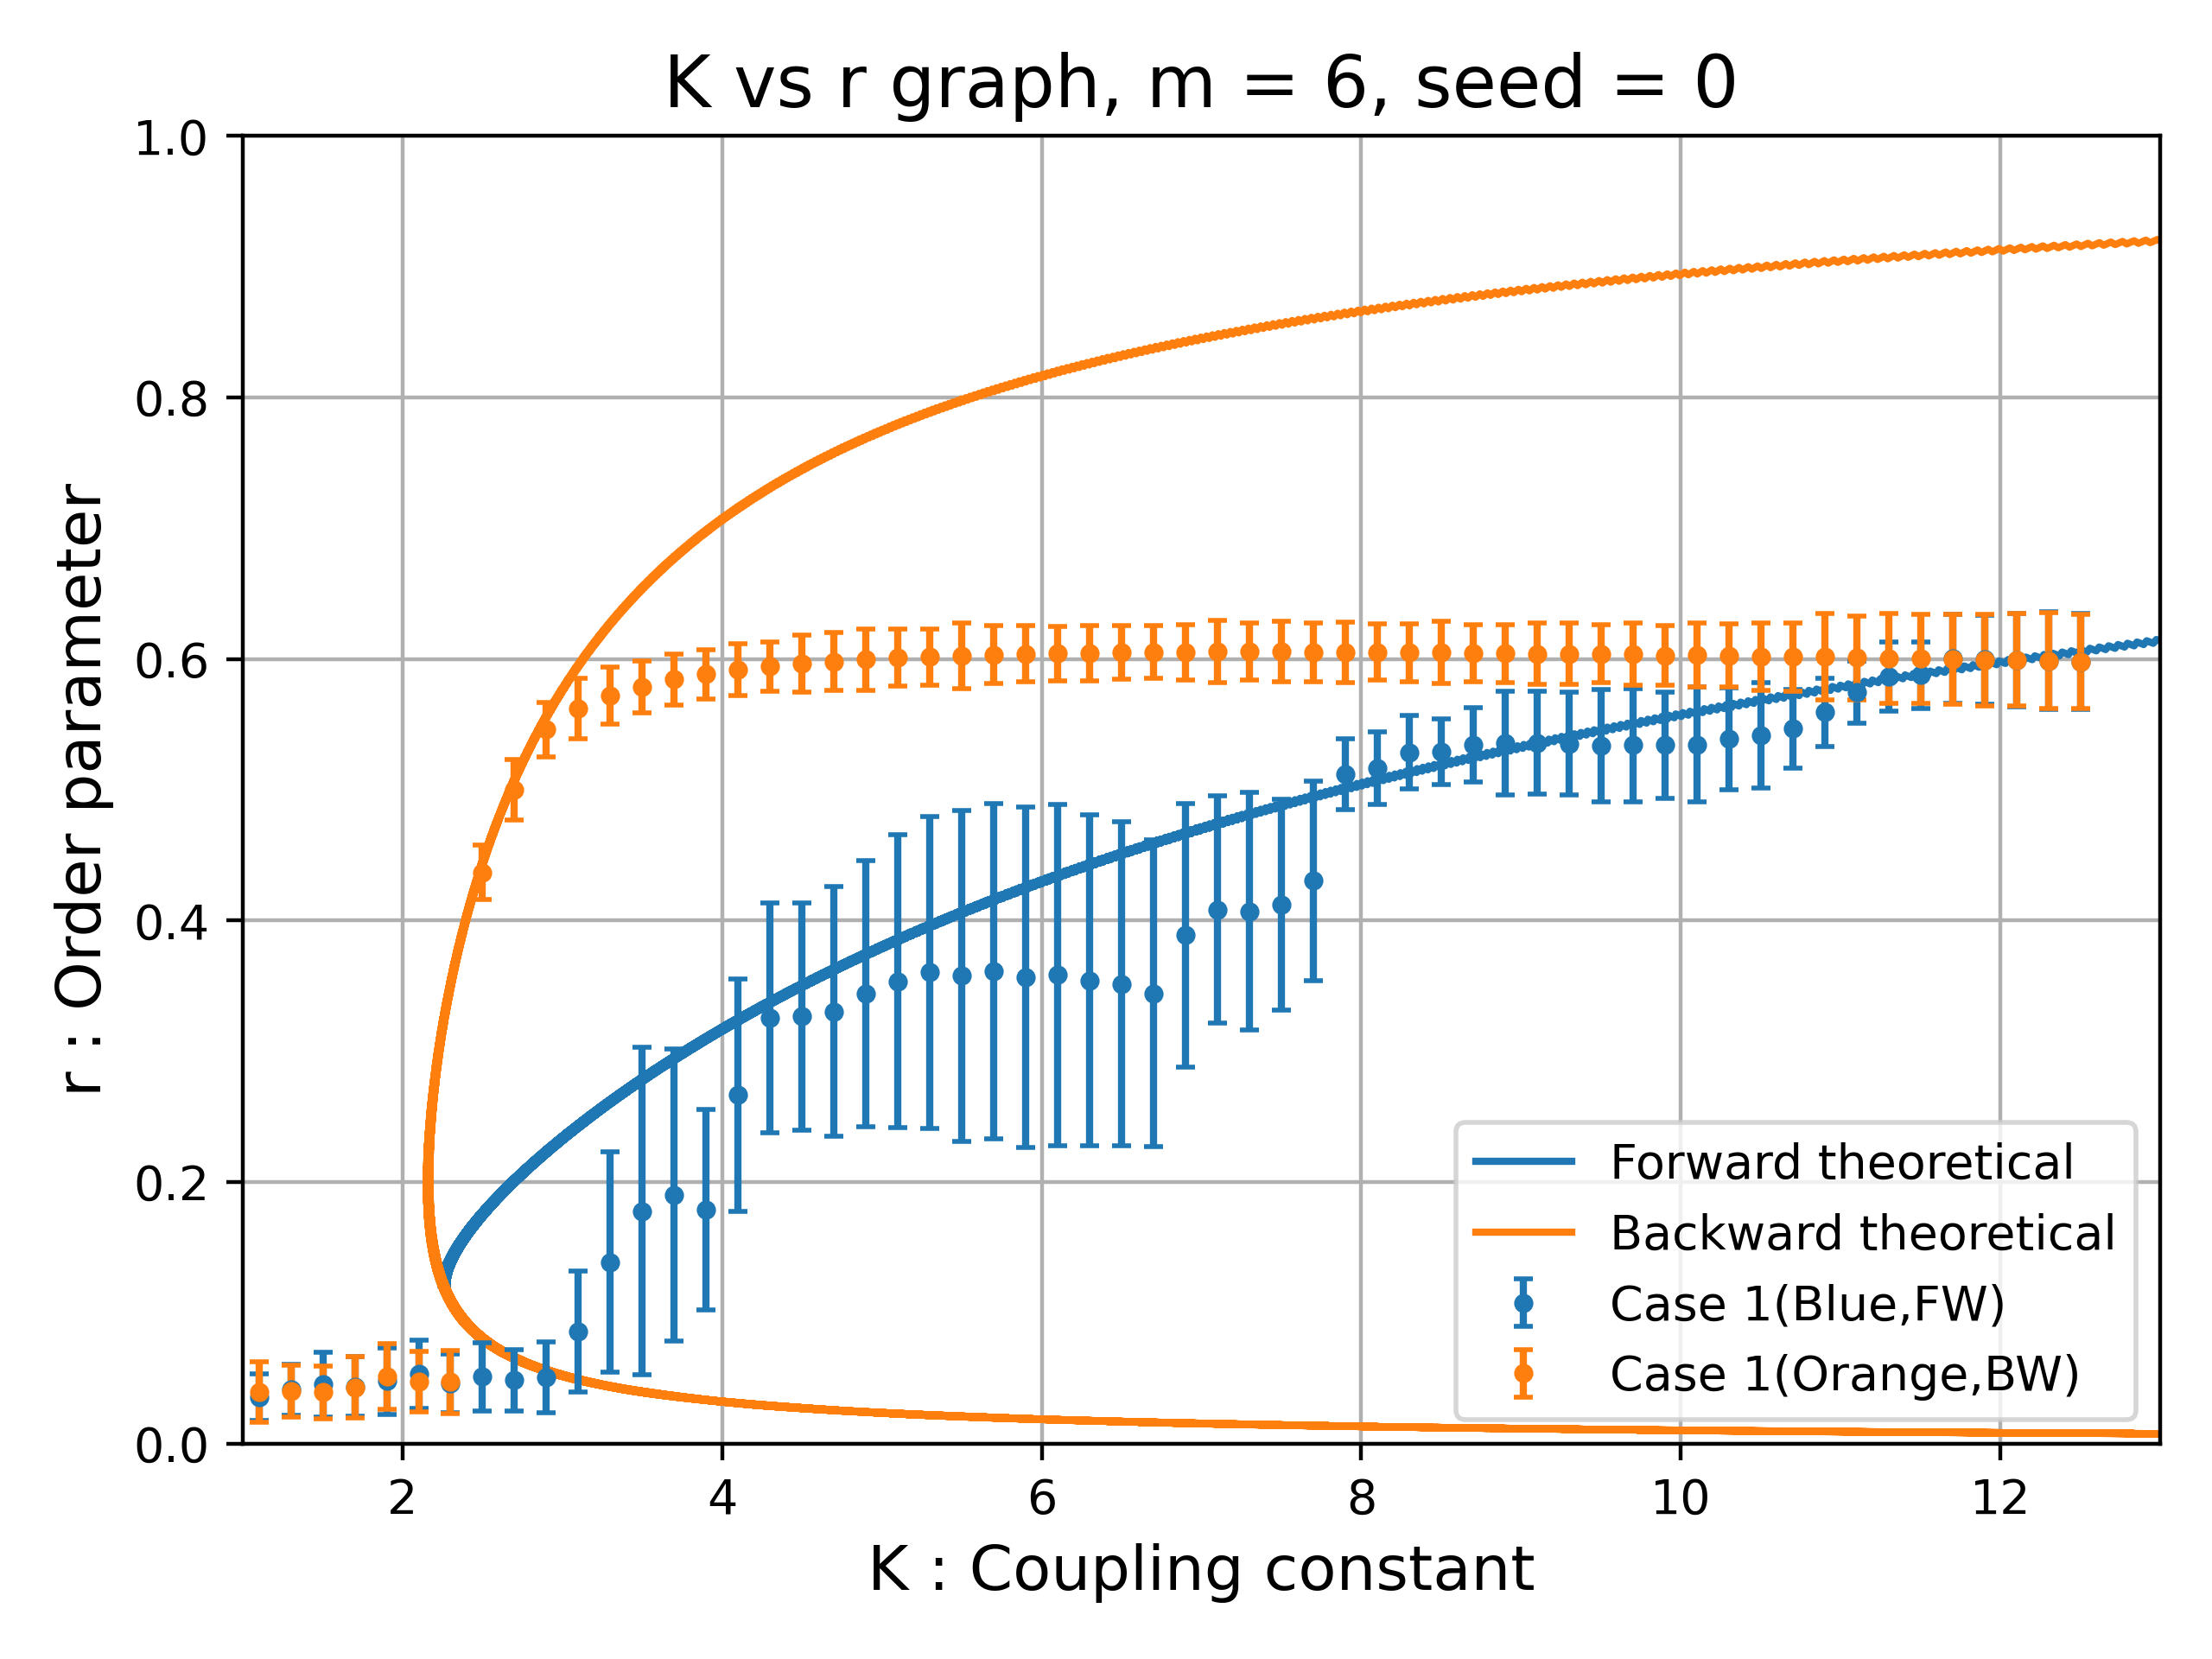 K vs r graph, m = 6, seed = 0
1.0
0.8
0.6
0.4
0.2
0.0
r : Order parameter
2 4 6 8 10 12
K : Coupling constant
Forward theoretical
Backward theoretical
Case 1(Blue,FW)
Case 1(Orange,BW)